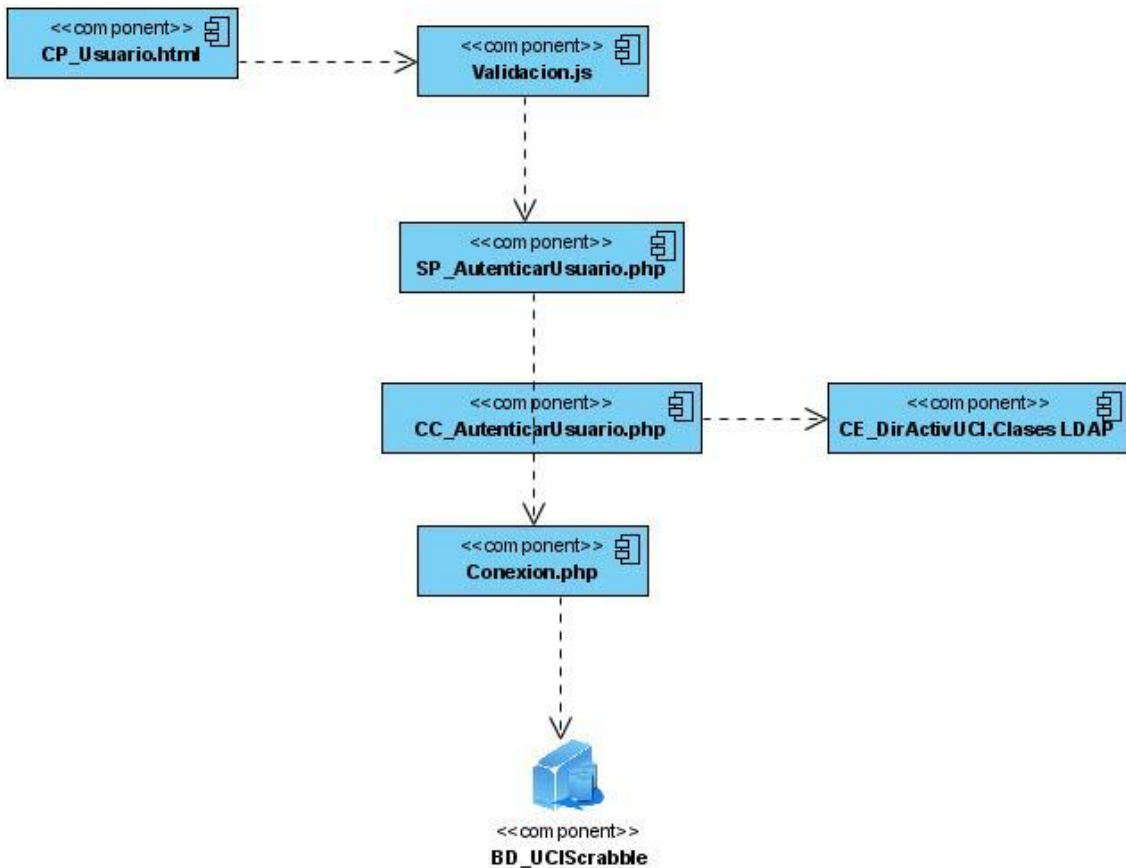 <<component>>
CP_Usuario.html
<<component>>
Validacion.js
<<component>>
SP_AutenticarUsuario.php
<<component>>
CC_AutenticarUsuario.php
<<component>>
CE_DirActivUCI.Clases LDAP
<<component>>
Conexion.php
<<component>>
BD_UCIScrabble